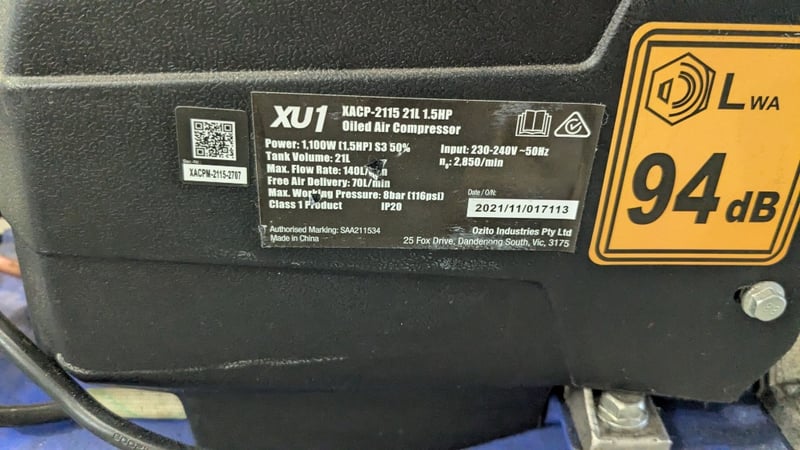 XU1
XACP-2115 21L 1.5HP
Oiled Air Compressor
Power: 1,100W (1.5HP) S3 50%
Tank Volume: 21L
Max. Flow Rate: 140L/min
Free Air Delivery: 70L/min
Max. Working Pressure: 8bar (116psi)
Class 1 Product IP20
Input: 230-240V ~50Hz
n₀: 2,850/min
Date / O/N:
2021/11/017113
Authorised Marking: SAA211534
Made in China
Ozito Industries Pty Ltd
25 Fox Drive, Dandenong South, Vic, 3175
XACPM-2115-2707
LWA
94 dB